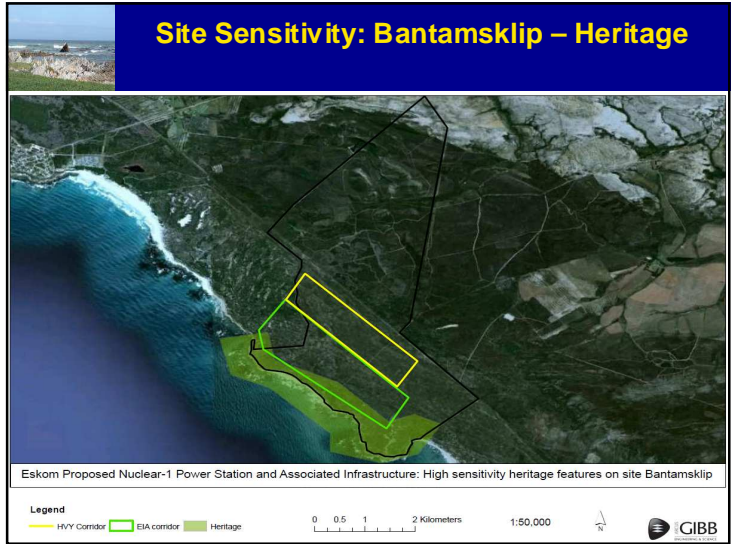 Site Sensitivity: Bantamsklip – Heritage
Eskom Proposed Nuclear-1 Power Station and Associated Infrastructure: High sensitivity heritage features on site Bantamsklip
Legend
HVY Corridor EIA corridor Heritage
0 0.5 1 2 Kilometers
1:50,000
N
GIBB